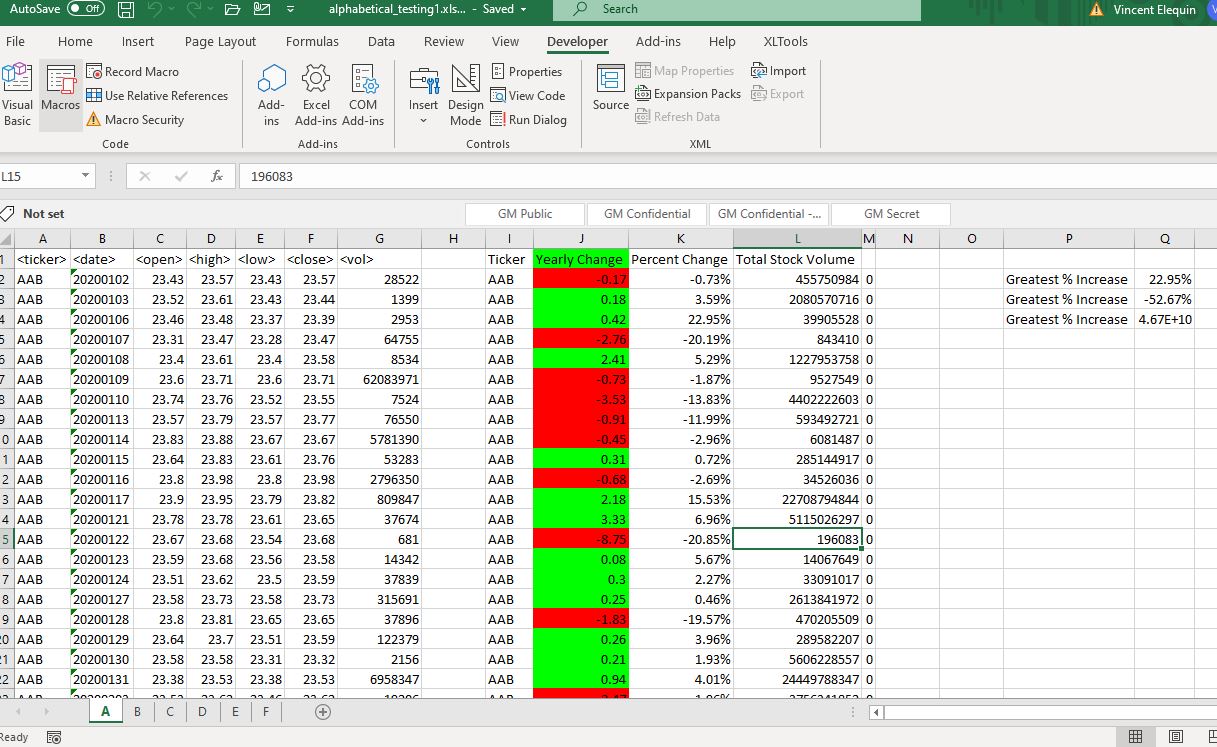 AutoSave Off alphabetical_testing1.xls... - Saved Search Vincent Elequin
File Home Insert Page Layout Formulas Data Review View Developer Add-ins Help XLTools
Visual Basic
Macros
Record Macro
Use Relative References
Macro Security
Code
Add-ins
Excel Add-ins
COM Add-ins
Add-ins
Insert
Design Mode
Properties
View Code
Run Dialog
Controls
Source
Map Properties
Expansion Packs
Refresh Data
Import
Export
XML
L15 fx 196083
Not set GM Public GM Confidential GM Confidential -... GM Secret
A B C D E F G H I J K L M N O P Q
1 <ticker> <date> <open> <high> <low> <close> <vol> Ticker Yearly Change Percent Change Total Stock Volume
2 AAB 20200102 23.43 23.57 23.43 23.57 28522 AAB -0.17 -0.73% 455750984 0 Greatest % Increase 22.95%
3 AAB 20200103 23.52 23.61 23.43 23.44 1399 AAB 0.18 3.59% 2080570716 0 Greatest % Increase -52.67%
4 AAB 20200106 23.46 23.48 23.37 23.39 2953 AAB 0.42 22.95% 39905528 0 Greatest % Increase 4.67E+10
5 AAB 20200107 23.31 23.47 23.28 23.47 64755 AAB -2.76 -20.19% 843410 0
6 AAB 20200108 23.4 23.61 23.4 23.58 8534 AAB 2.41 5.29% 1227953758 0
7 AAB 20200109 23.6 23.71 23.6 23.71 62083971 AAB -0.73 -1.87% 9527549 0
8 AAB 20200110 23.74 23.76 23.52 23.55 7524 AAB -3.53 -13.83% 4402222603 0
9 AAB 20200113 23.57 23.79 23.57 23.77 76550 AAB -0.91 -11.99% 593492721 0
0 AAB 20200114 23.83 23.88 23.67 23.67 5781390 AAB -0.45 -2.96% 6081487 0
1 AAB 20200115 23.64 23.83 23.61 23.76 53283 AAB 0.31 0.72% 285144917 0
2 AAB 20200116 23.8 23.98 23.8 23.98 2796350 AAB -0.68 -2.69% 34526036 0
3 AAB 20200117 23.9 23.95 23.79 23.82 809847 AAB 2.18 15.53% 22708794844 0
4 AAB 20200121 23.78 23.78 23.61 23.65 37674 AAB 3.33 6.96% 5115026297 0
5 AAB 20200122 23.67 23.68 23.54 23.68 681 AAB -8.75 -20.85% 196083 0
6 AAB 20200123 23.59 23.68 23.56 23.58 14342 AAB 0.08 5.67% 14067649 0
7 AAB 20200124 23.51 23.62 23.5 23.59 37839 AAB 0.3 2.27% 33091017 0
8 AAB 20200127 23.58 23.73 23.58 23.73 315691 AAB 0.25 0.46% 2613841972 0
9 AAB 20200128 23.8 23.81 23.65 23.65 37896 AAB -1.83 -19.57% 470205509 0
20 AAB 20200129 23.64 23.7 23.51 23.59 122379 AAB 0.26 3.96% 289582207 0
21 AAB 20200130 23.58 23.58 23.31 23.32 2156 AAB 0.21 1.93% 5606228557 0
22 AAB 20200131 23.38 23.53 23.38 23.53 6958347 AAB 0.94 4.01% 24449788347 0
A B C D E F
Ready